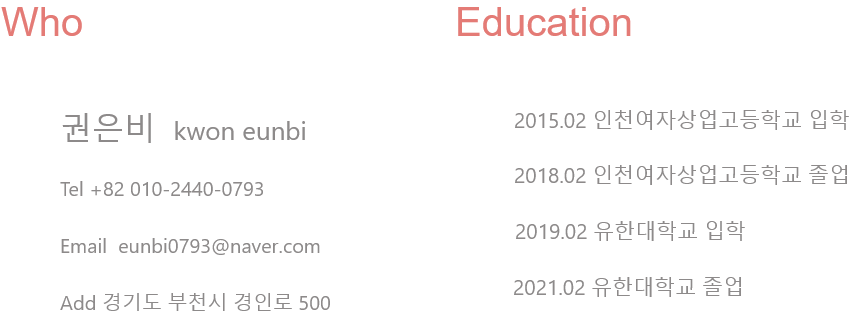 Who
권은비 kwon eunbi
Tel +82 010-2440-0793
Email eunbi0793@naver.com
Add 경기도 부천시 경인로 500
Education
2015.02 인천여자상업고등학교 입학
2018.02 인천여자상업고등학교 졸업
2019.02 유한대학교 입학
2021.02 유한대학교 졸업